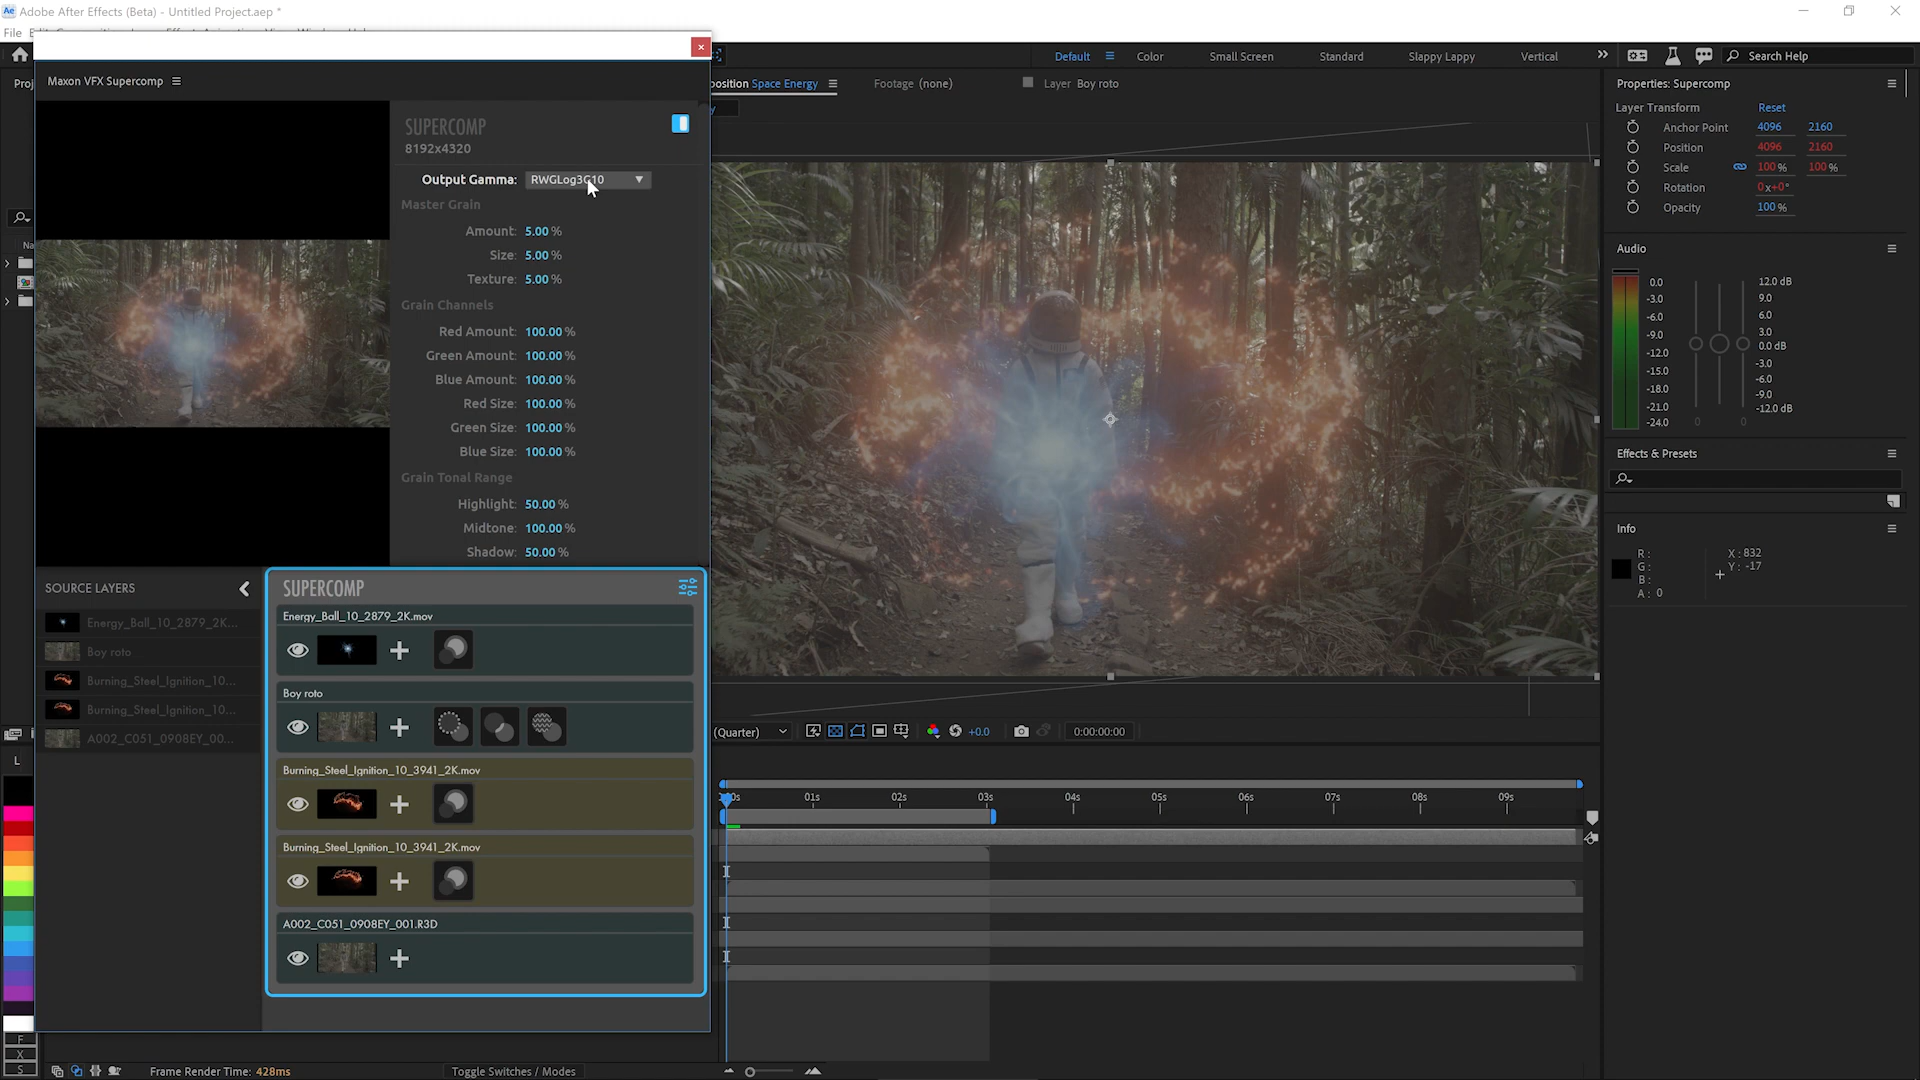 Adobe After Effects (Beta) - Untitled Project.aep *
File
Default
Color
Small Screen
Standard
Slappy Lappy
Vertical
Search Help
Proj
Maxon VFX Supercomp
position Space Energy
Footage (none)
Layer Boy roto
Properties: Supercomp
Layer Transform
Reset
Anchor Point
4096
2160
Position
4096
2160
Scale
100 %
100 %
Rotation
0x+0°
Opacity
100 %
Audio
0.0
-3.0
-6.0
-9.0
-12.0
-15.0
-18.0
-21.0
-24.0
12.0 dB
9.0
6.0
3.0
0.0 dB
-3.0
-6.0
-9.0
-12.0 dB
0
0
Effects & Presets
Info
R :
G :
B :
A : 0
X : 832
Y : -17
SUPERCOMP
8192x4320
Output Gamma: RWGLog3G10
Master Grain
Amount: 5.00 %
Size: 5.00 %
Texture: 5.00 %
Grain Channels
Red Amount: 100.00 %
Green Amount: 100.00 %
Blue Amount: 100.00 %
Red Size: 100.00 %
Green Size: 100.00 %
Blue Size: 100.00 %
Grain Tonal Range
Highlight: 50.00 %
Midtone: 100.00 %
Shadow: 50.00 %
Na
SOURCE LAYERS
Energy_Ball_10_2879_2K...
Boy roto
Burning_Steel_Ignition_10...
Burning_Steel_Ignition_10...
A002_C051_0908EY_00...
SUPERCOMP
Energy_Ball_10_2879_2K.mov
Boy roto
Burning_Steel_Ignition_10_3941_2K.mov
Burning_Steel_Ignition_10_3941_2K.mov
A002_C051_0908EY_001.R3D
(Quarter)
+0.0
0:00:00:00
01s
02s
03s
04s
05s
06s
07s
08s
09s
L
F
X
S
Frame Render Time: 428ms
Toggle Switches / Modes